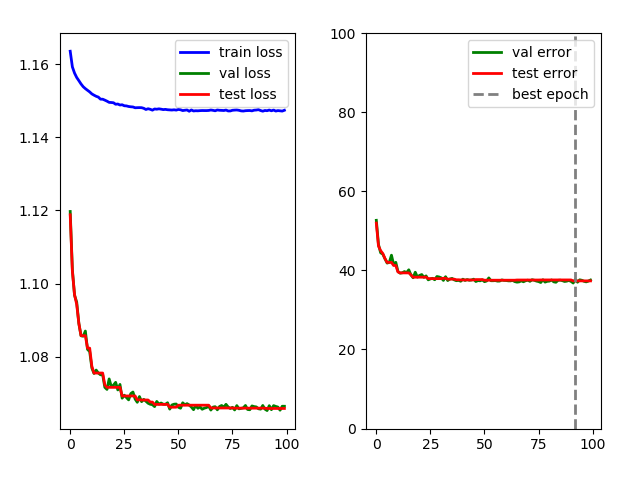 train loss
val loss
test loss
1.16
1.14
1.12
1.10
1.08
0 25 50 75 100
val error
test error
best epoch
100
80
60
40
20
0
0 25 50 75 100